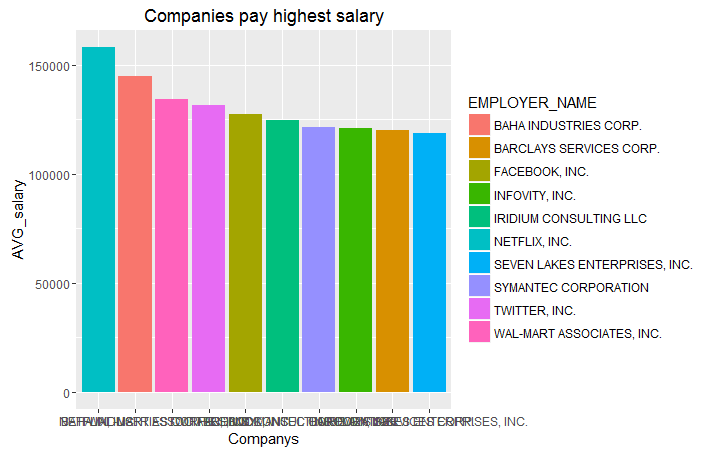 Companies pay highest salary
AVG_salary
150000
100000
50000
0
Companys
EMPLOYER_NAME
BAHA INDUSTRIES CORP.
BARCLAYS SERVICES CORP.
FACEBOOK, INC.
INFOVITY, INC.
IRIDIUM CONSULTING LLC
NETFLIX, INC.
SEVEN LAKES ENTERPRISES, INC.
SYMANTEC CORPORATION
TWITTER, INC.
WAL-MART ASSOCIATES, INC.